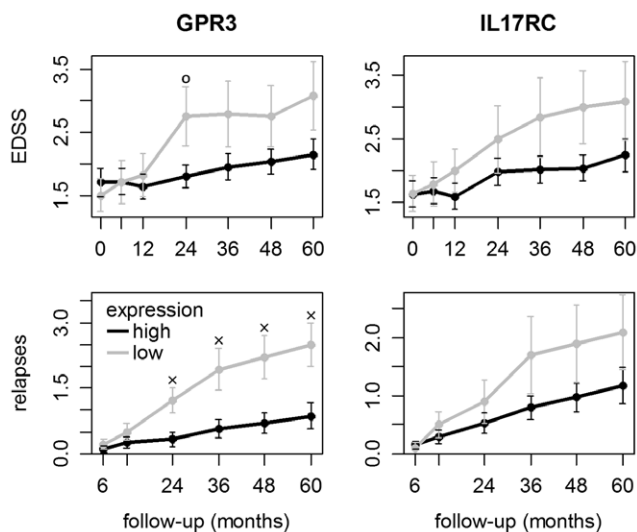 GPR3
IL17RC
EDSS
3.5
2.5
1.5
0 12 24 36 48 60
o
3.5
2.5
1.5
0 12 24 36 48 60
relapses
3.0
1.5
0.0
expression
high
low
× × × ×
6 24 36 48 60
follow-up (months)
2.0
1.0
0.0
6 24 36 48 60
follow-up (months)